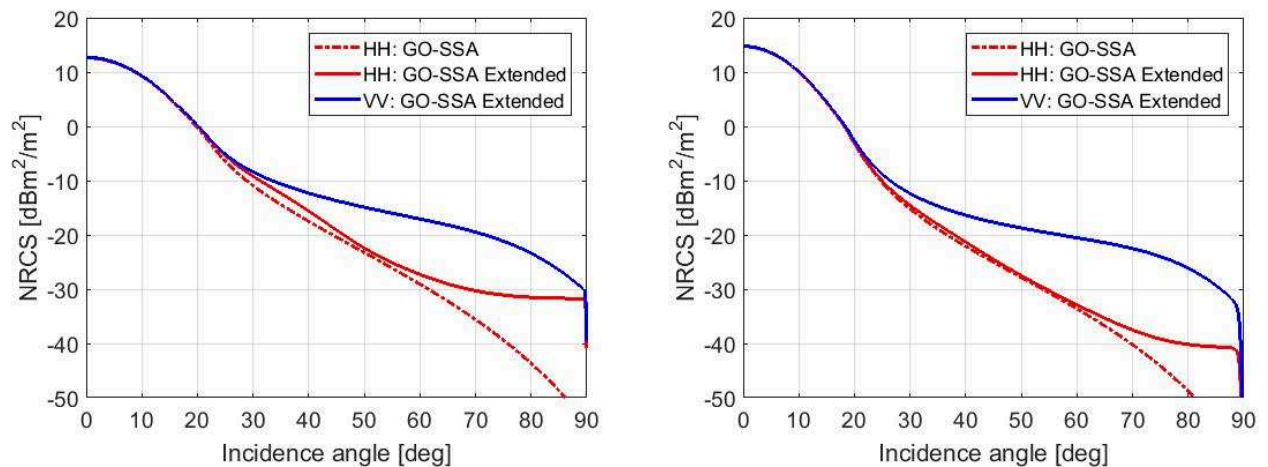 20
10
0
-10
-20
-30
-40
-50
NRCS [dBm²/m²]
HH: GO-SSA
HH: GO-SSA Extended
VV: GO-SSA Extended
0 10 20 30 40 50 60 70 80 90
Incidence angle [deg]
20
10
0
-10
-20
-30
-40
-50
NRCS [dBm²/m²]
HH: GO-SSA
HH: GO-SSA Extended
VV: GO-SSA Extended
0 10 20 30 40 50 60 70 80 90
Incidence angle [deg]